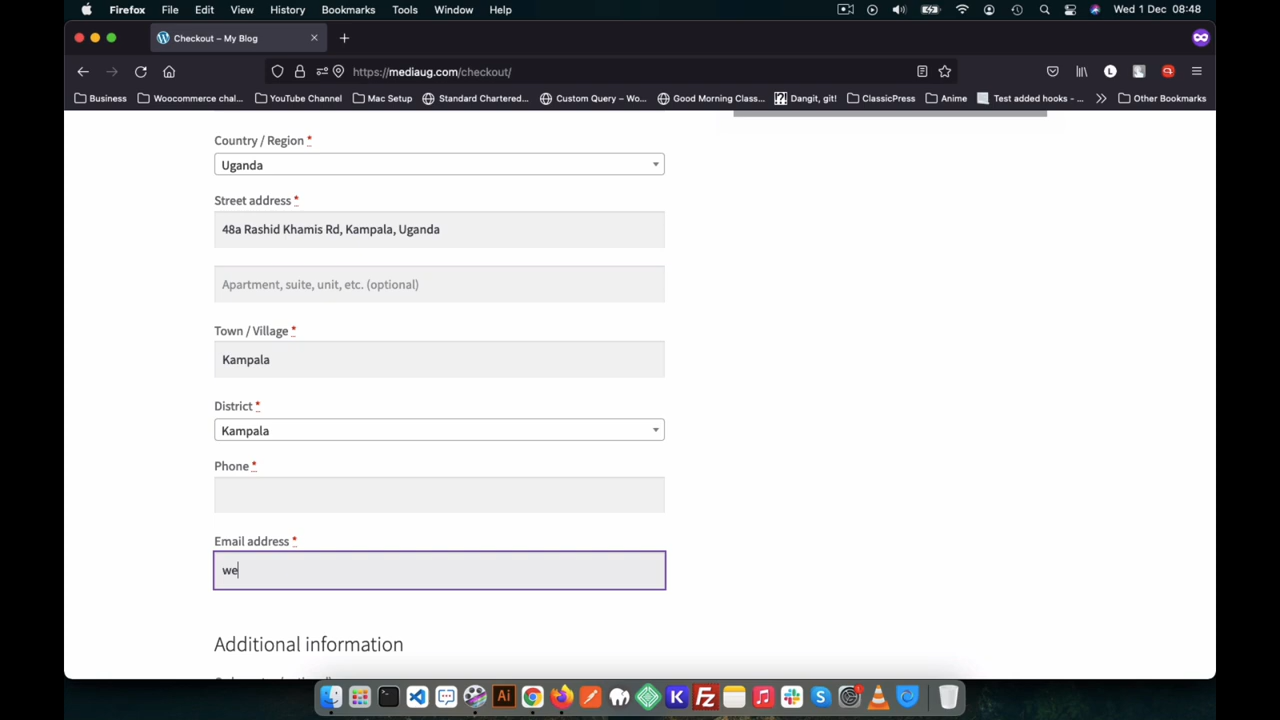 Firefox File Edit View History Bookmarks Tools Window Help Wed 1 Dec 08:48
Checkout – My Blog
https://mediaug.com/checkout/
Business Woocommerce chal... YouTube Channel Mac Setup Standard Chartered... Custom Query – Wo... Good Morning Class... Dangit, git! ClassicPress Anime Test added hooks - ... Other Bookmarks
Country / Region *
Uganda
Street address *
48a Rashid Khamis Rd, Kampala, Uganda
Apartment, suite, unit, etc. (optional)
Town / Village *
Kampala
District *
Kampala
Phone *
Email address *
we
Additional information